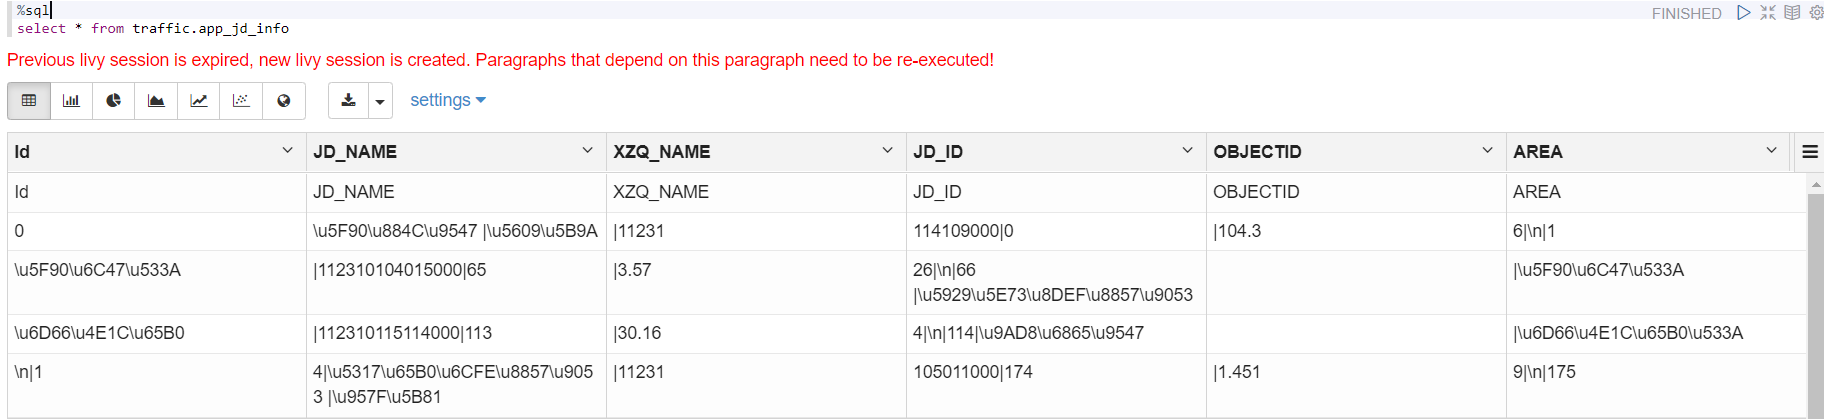 %sql
select * from traffic.app_jd_info
FINISHED
Previous livy session is expired, new livy session is created. Paragraphs that depend on this paragraph need to be re-executed!
settings
Id JD_NAME XZQ_NAME JD_ID OBJECTID AREA
Id JD_NAME XZQ_NAME JD_ID OBJECTID AREA
0 \u5F90\u884C\u9547 |\u5609\u5B9A |11231 114109000|0 |104.3 6|\n|1
\u5F90\u6C47\u533A |112310104015000|65 |3.57 26|\n|66 |\u5F90\u6C47\u533A
|\u5929\u5E73\u8DEF\u8857\u9053
\u6D66\u4E1C\u65B0 |112310115114000|113 |30.16 4|\n|114|\u9AD8\u6865\u9547 |\u6D66\u4E1C\u65B0\u533A
\n|1 4|\u5317\u65B0\u6CFE\u8857\u905 |11231 105011000|174 |1.451 9|\n|175
3 |\u957F\u5B81